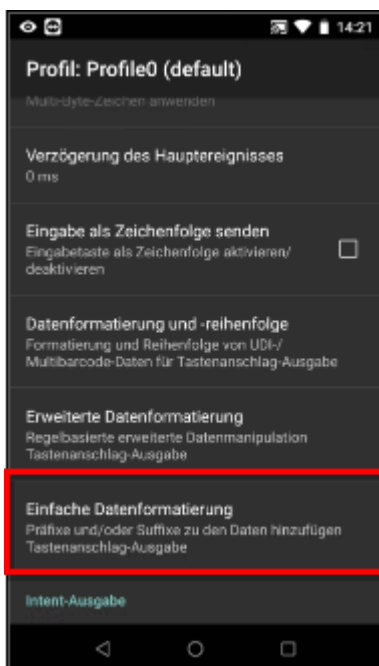 14:21
Profil: Profile0 (default)
Multi-Byte-Zeichen anwenden
Verzögerung des Hauptereignisses
0 ms
Eingabe als Zeichenfolge senden
Eingabetaste als Zeichenfolge aktivieren/
deaktivieren
Datenformatierung und -reihenfolge
Formatierung und Reihenfolge von UDI-/
Multibarcode-Daten für Tastenanschlag-Ausgabe
Erweiterte Datenformatierung
Regelbasierte erweiterte Datenmanipulation
Tastenanschlag-Ausgabe
Einfache Datenformatierung
Präfixe und/oder Suffixe zu den Daten hinzufügen
Tastenanschlag-Ausgabe
Intent-Ausgabe